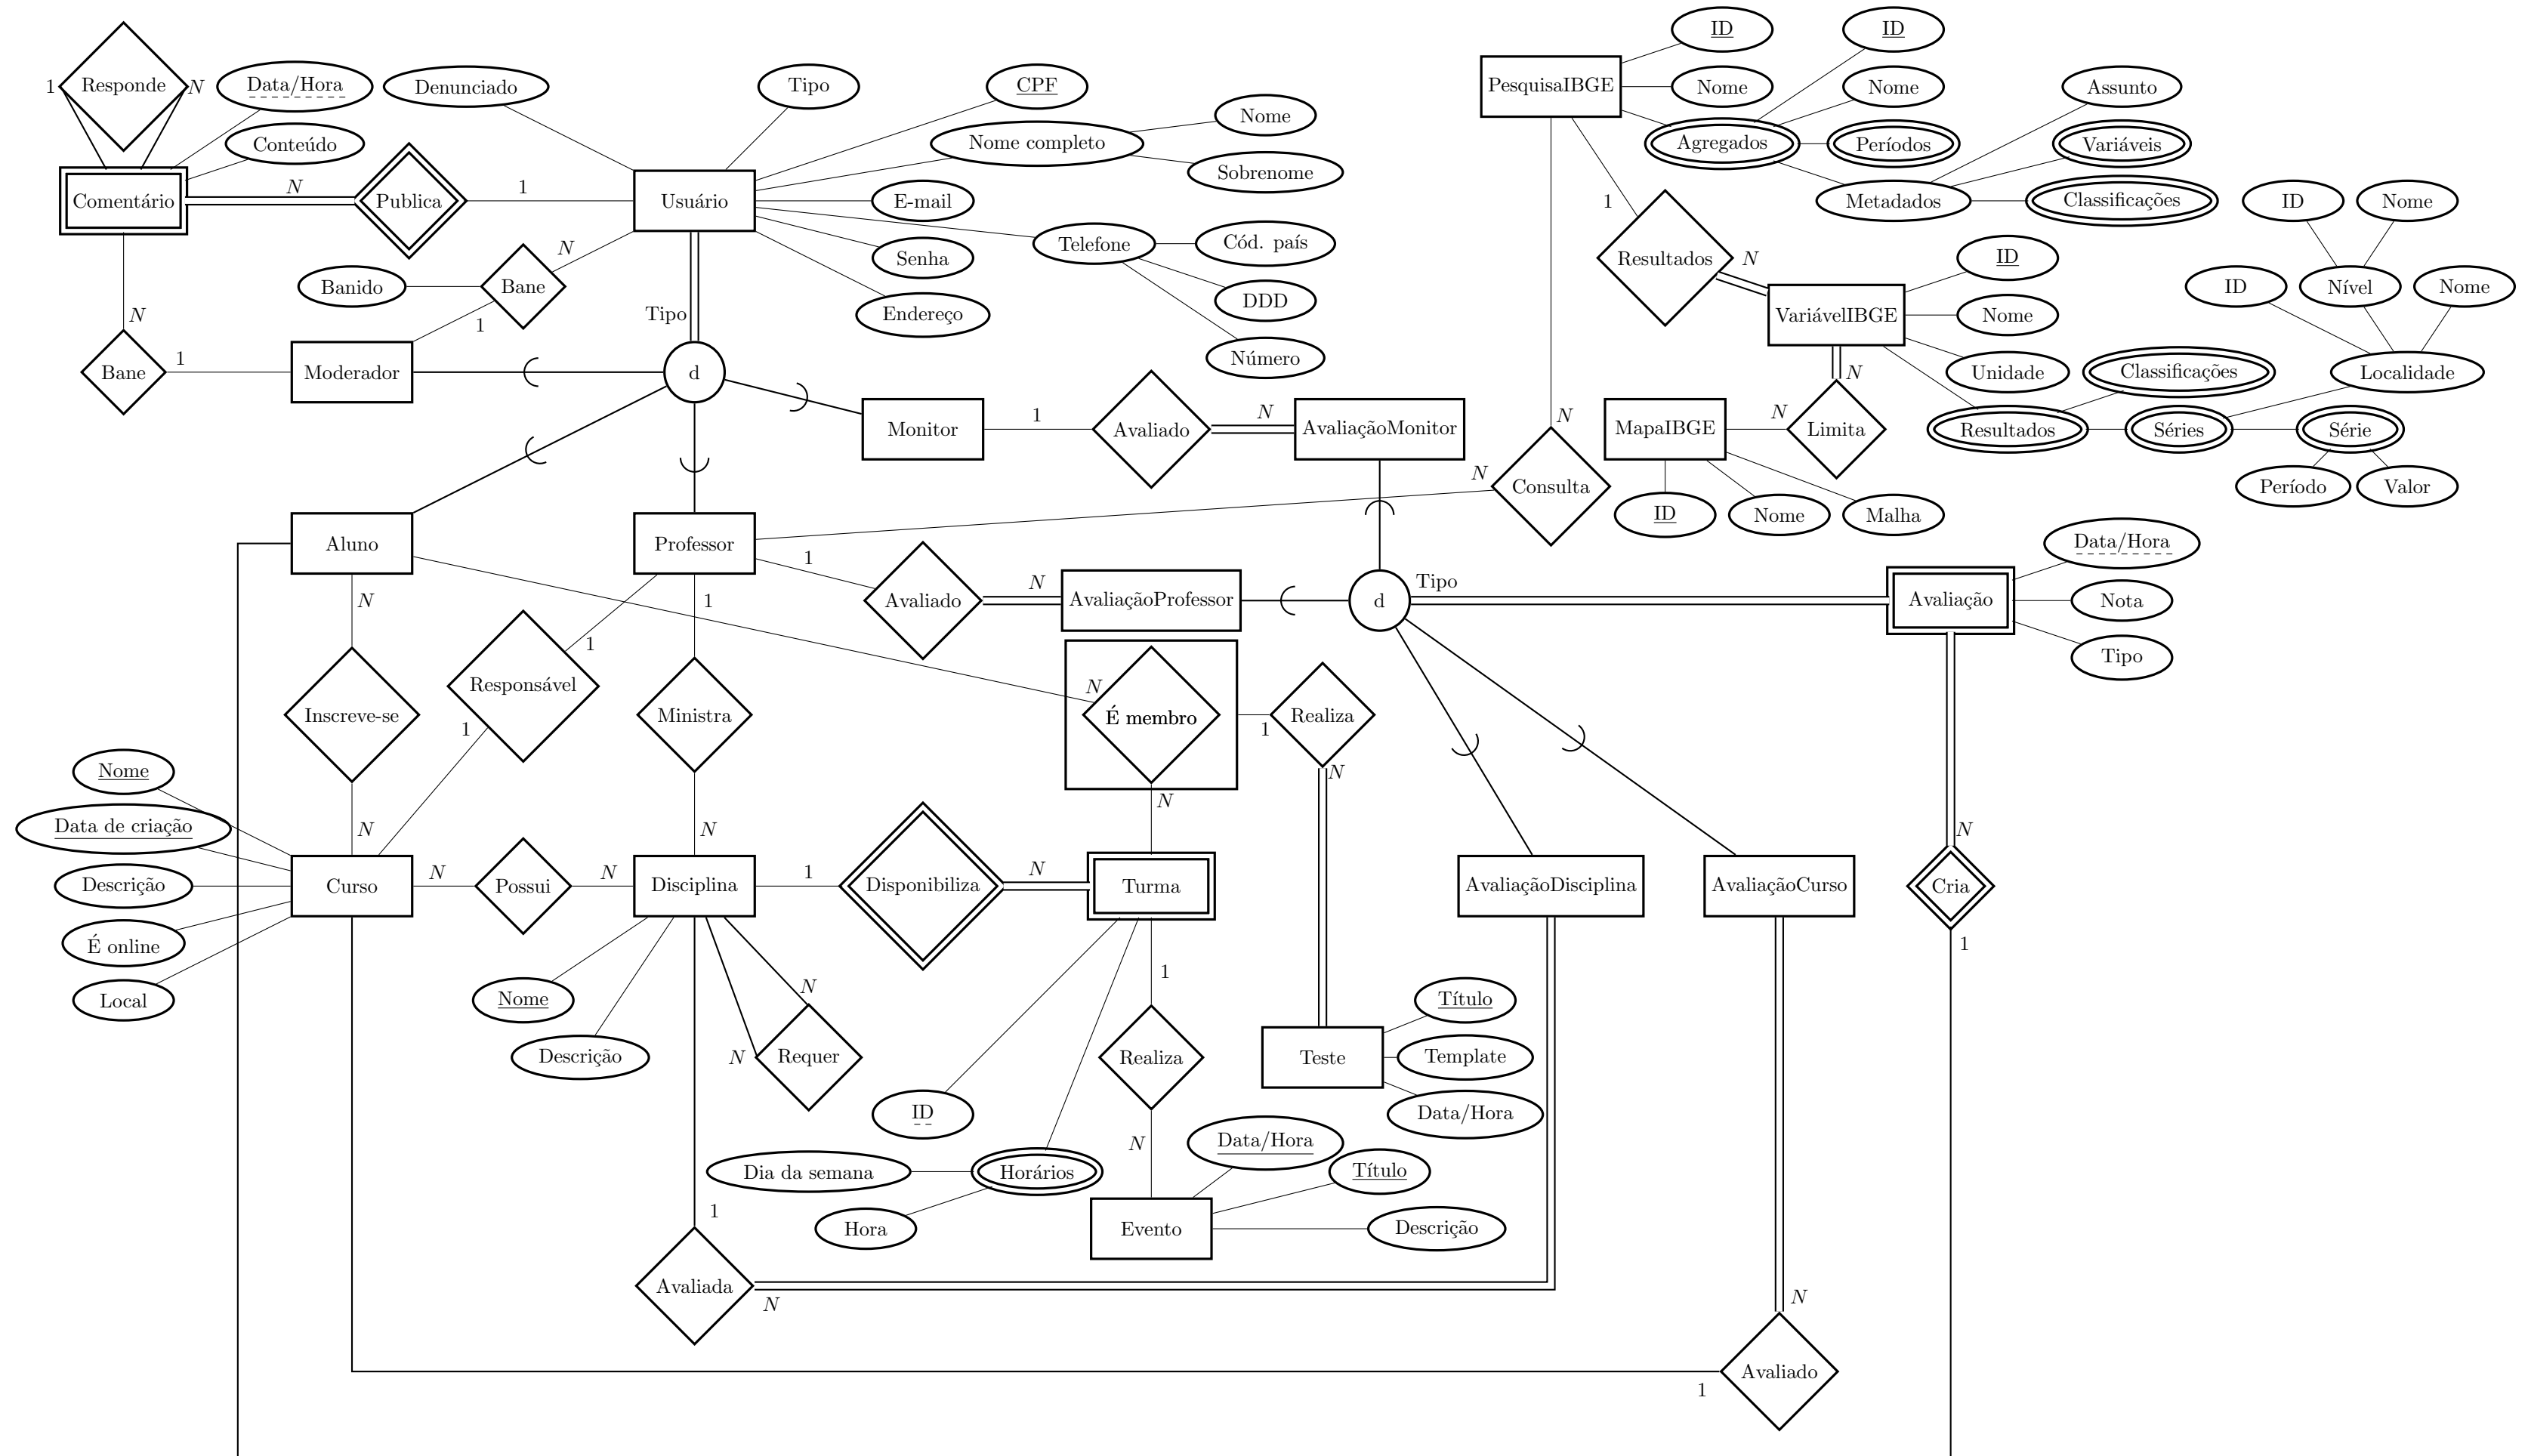 ID
ID
Responde
1
N
Data/Hora
Denunciado
Tipo
CPF
PesquisaIBGE
Nome
Nome
Assunto
Nome
Conteúdo
Nome completo
Agregados
Períodos
Variáveis
Sobrenome
Comentário
N
Publica
1
Usuário
E-mail
Metadados
Classificações
ID
Nome
1
Telefone
Cód. país
N
Bane
Senha
Resultados
N
ID
Banido
DDD
ID
Nível
Nome
N
1
Tipo
Endereço
VariávelIBGE
Nome
Número
Bane
1
Moderador
d
N
Unidade
Classificações
Localidade
Monitor
1
Avaliado
N
AvaliaçãoMonitor
N
MapaIBGE
N
Limita
Resultados
Séries
Série
N
Consulta
Período
Valor
ID
Nome
Malha
Aluno
Professor
Data/Hora
1
N
Tipo
N
1
Avaliado
AvaliaçãoProfessor
d
Avaliação
Nota
1
Tipo
Responsável
N
Inscreve-se
Ministra
É membro
Realiza
1
1
Nome
N
N
Data de criação
N
N
N
Descrição
Curso
N
Possui
N
Disciplina
1
Disponibiliza
N
Turma
AvaliaçãoDisciplina
AvaliaçãoCurso
Cria
É online
1
1
Local
Nome
N
Título
Descrição
N
Requer
Realiza
Teste
Template
ID
Data/Hora
N
Data/Hora
Dia da semana
Horários
Título
1
Hora
Evento
Descrição
Avaliada
N
N
Avaliado
1